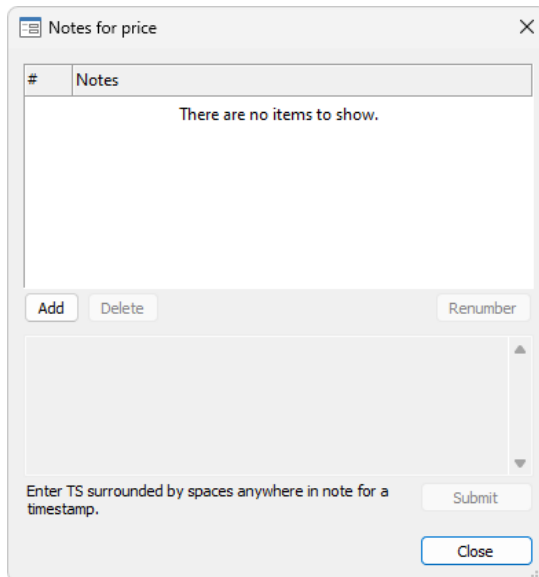 Notes for price
# Notes
There are no items to show.
Add Delete Renumber
Enter TS surrounded by spaces anywhere in note for a
timestamp.
Submit
Close